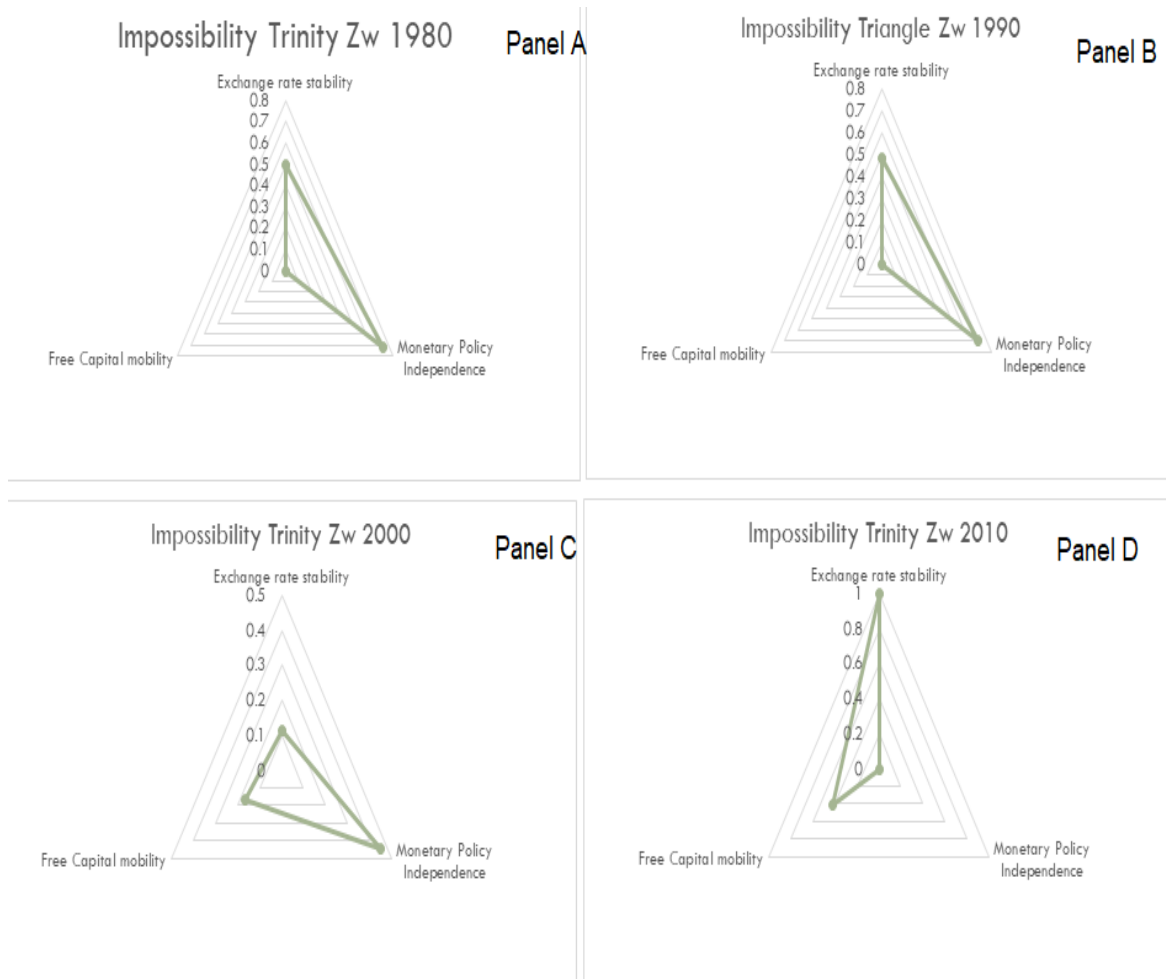 Impossibility Trinity Zw 1980
Panel A
Exchange rate stability
0.8
0.7
0.6
0.5
0.4
0.3
0.2
0.1
0
Free Capital mobility
Monetary Policy
Independence
Impossibility Triangle Zw 1990
Panel B
Exchange rate stability
0.8
0.7
0.6
0.5
0.4
0.3
0.2
0.1
0
Free Capital mobility
Monetary Policy
Independence
Impossibility Trinity Zw 2000
Panel C
Exchange rate stability
0.5
0.4
0.3
0.2
0.1
0
Free Capital mobility
Monetary Policy
Independence
Impossibility Trinity Zw 2010
Panel D
Exchange rate stability
1
0.8
0.6
0.4
0.2
0
Free Capital mobility
Monetary Policy
Independence